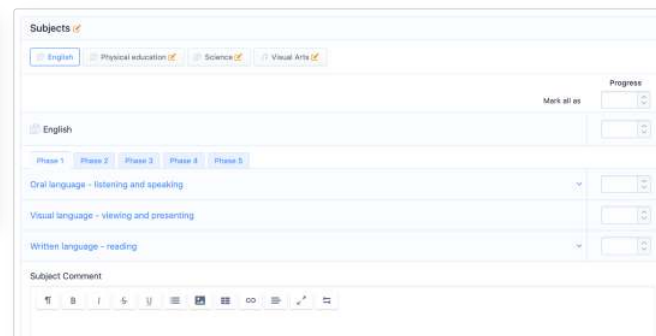 Subjects
English Physical education Science Visual Arts
Progress
Mark all as
English
Phase 1 Phase 2 Phase 3 Phase 4 Phase 5
Oral language - listening and speaking
Visual language - viewing and presenting
Written language - reading
Subject Comment
¶ B I S U